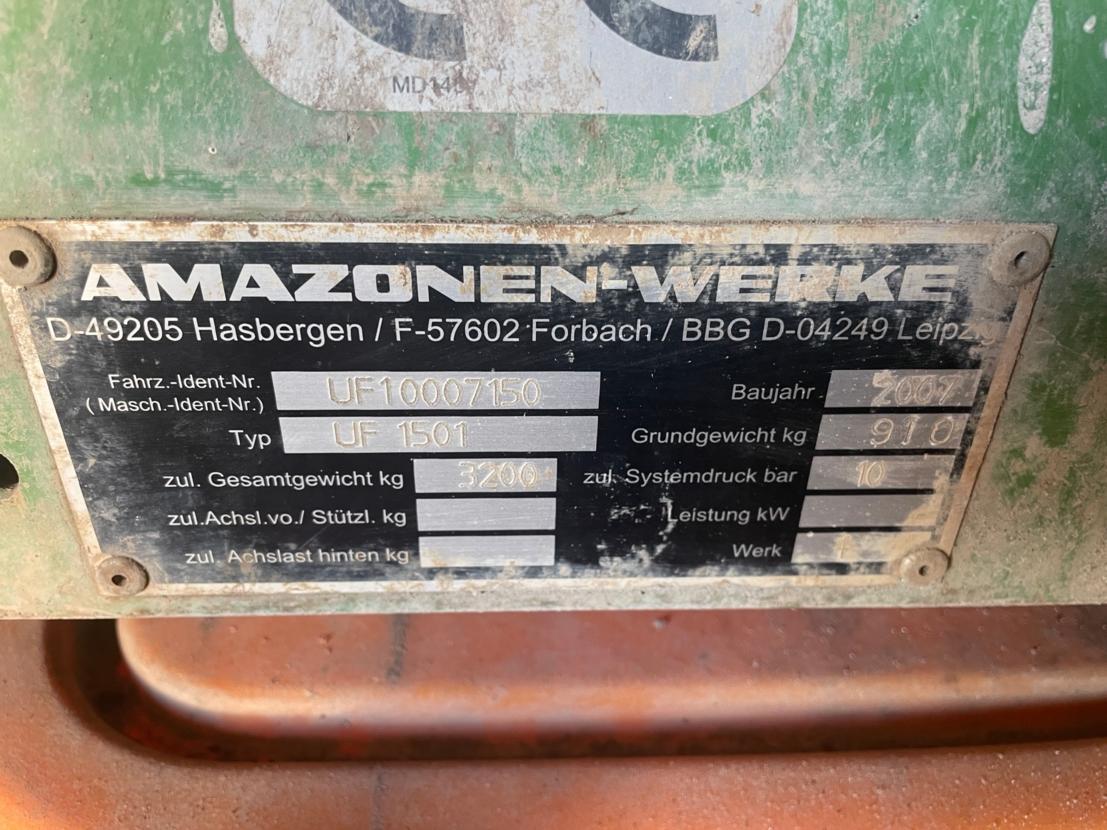 AMAZONEN-WERKE
D-49205 Hasbergen / F-57602 Forbach / BBG D-04249 Leipzig
Fahrz.-Ident-Nr.
(Masch.-Ident-Nr.) UF10007150
Baujahr 2007
Typ UF 1501
Grundgewicht kg 910
zul. Gesamtgewicht kg 3200
zul. Systemdruck bar 10
zul.Achsl.vo./ Stützl. kg
Leistung kW
zul. Achslast hinten kg
Werk